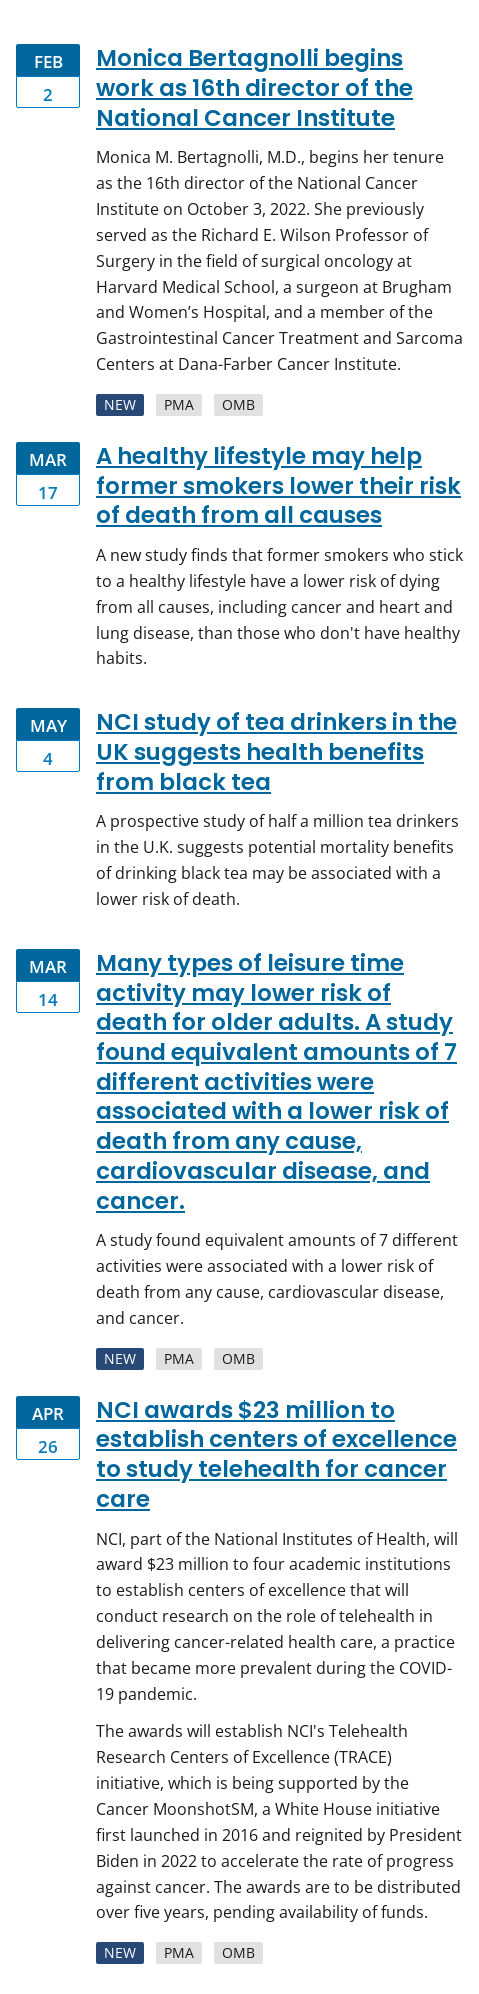 FEB
2
Monica Bertagnolli begins
work as 16th director of the
National Cancer Institute
Monica M. Bertagnolli, M.D., begins her tenure
as the 16th director of the National Cancer
Institute on October 3, 2022. She previously
served as the Richard E. Wilson Professor of
Surgery in the field of surgical oncology at
Harvard Medical School, a surgeon at Brugham
and Women’s Hospital, and a member of the
Gastrointestinal Cancer Treatment and Sarcoma
Centers at Dana-Farber Cancer Institute.
NEW PMA OMB
MAR
17
A healthy lifestyle may help
former smokers lower their risk
of death from all causes
A new study finds that former smokers who stick
to a healthy lifestyle have a lower risk of dying
from all causes, including cancer and heart and
lung disease, than those who don't have healthy
habits.
MAY
4
NCI study of tea drinkers in the
UK suggests health benefits
from black tea
A prospective study of half a million tea drinkers
in the U.K. suggests potential mortality benefits
of drinking black tea may be associated with a
lower risk of death.
MAR
14
Many types of leisure time
activity may lower risk of
death for older adults. A study
found equivalent amounts of 7
different activities were
associated with a lower risk of
death from any cause,
cardiovascular disease, and
cancer.
A study found equivalent amounts of 7 different
activities were associated with a lower risk of
death from any cause, cardiovascular disease,
and cancer.
NEW PMA OMB
APR
26
NCI awards $23 million to
establish centers of excellence
to study telehealth for cancer
care
NCI, part of the National Institutes of Health, will
award $23 million to four academic institutions
to establish centers of excellence that will
conduct research on the role of telehealth in
delivering cancer-related health care, a practice
that became more prevalent during the COVID-
19 pandemic.
The awards will establish NCI's Telehealth
Research Centers of Excellence (TRACE)
initiative, which is being supported by the
Cancer MoonshotSM, a White House initiative
first launched in 2016 and reignited by President
Biden in 2022 to accelerate the rate of progress
against cancer. The awards are to be distributed
over five years, pending availability of funds.
NEW PMA OMB